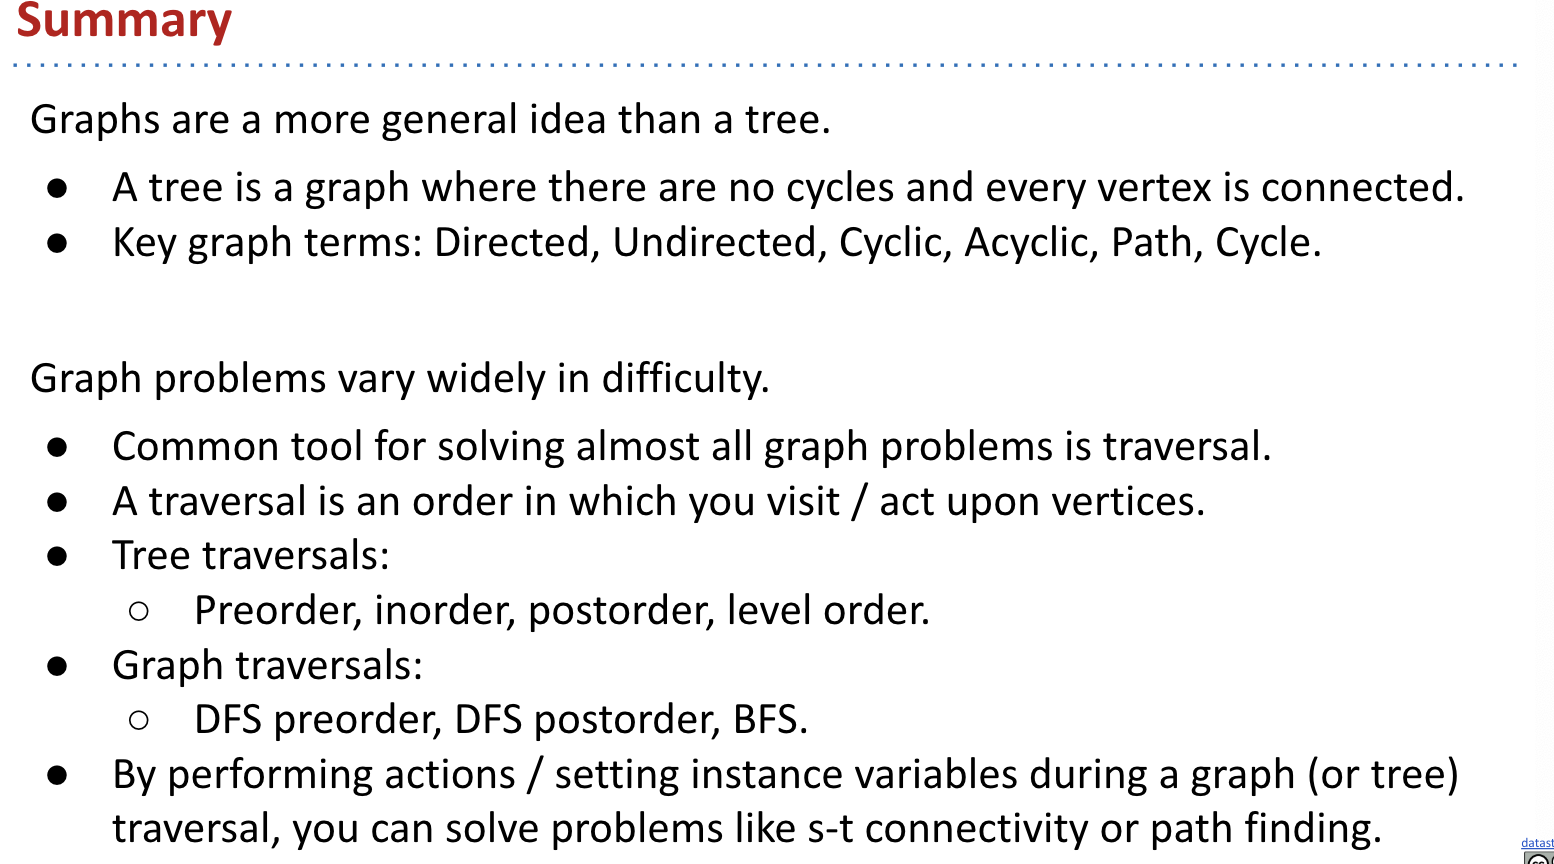 Summary
Graphs are a more general idea than a tree.
● A tree is a graph where there are no cycles and every vertex is connected.
● Key graph terms: Directed, Undirected, Cyclic, Acyclic, Path, Cycle.
Graph problems vary widely in difficulty.
● Common tool for solving almost all graph problems is traversal.
● A traversal is an order in which you visit / act upon vertices.
● Tree traversals:
○ Preorder, inorder, postorder, level order.
● Graph traversals:
○ DFS preorder, DFS postorder, BFS.
● By performing actions / setting instance variables during a graph (or tree)
traversal, you can solve problems like s-t connectivity or path finding.
datast